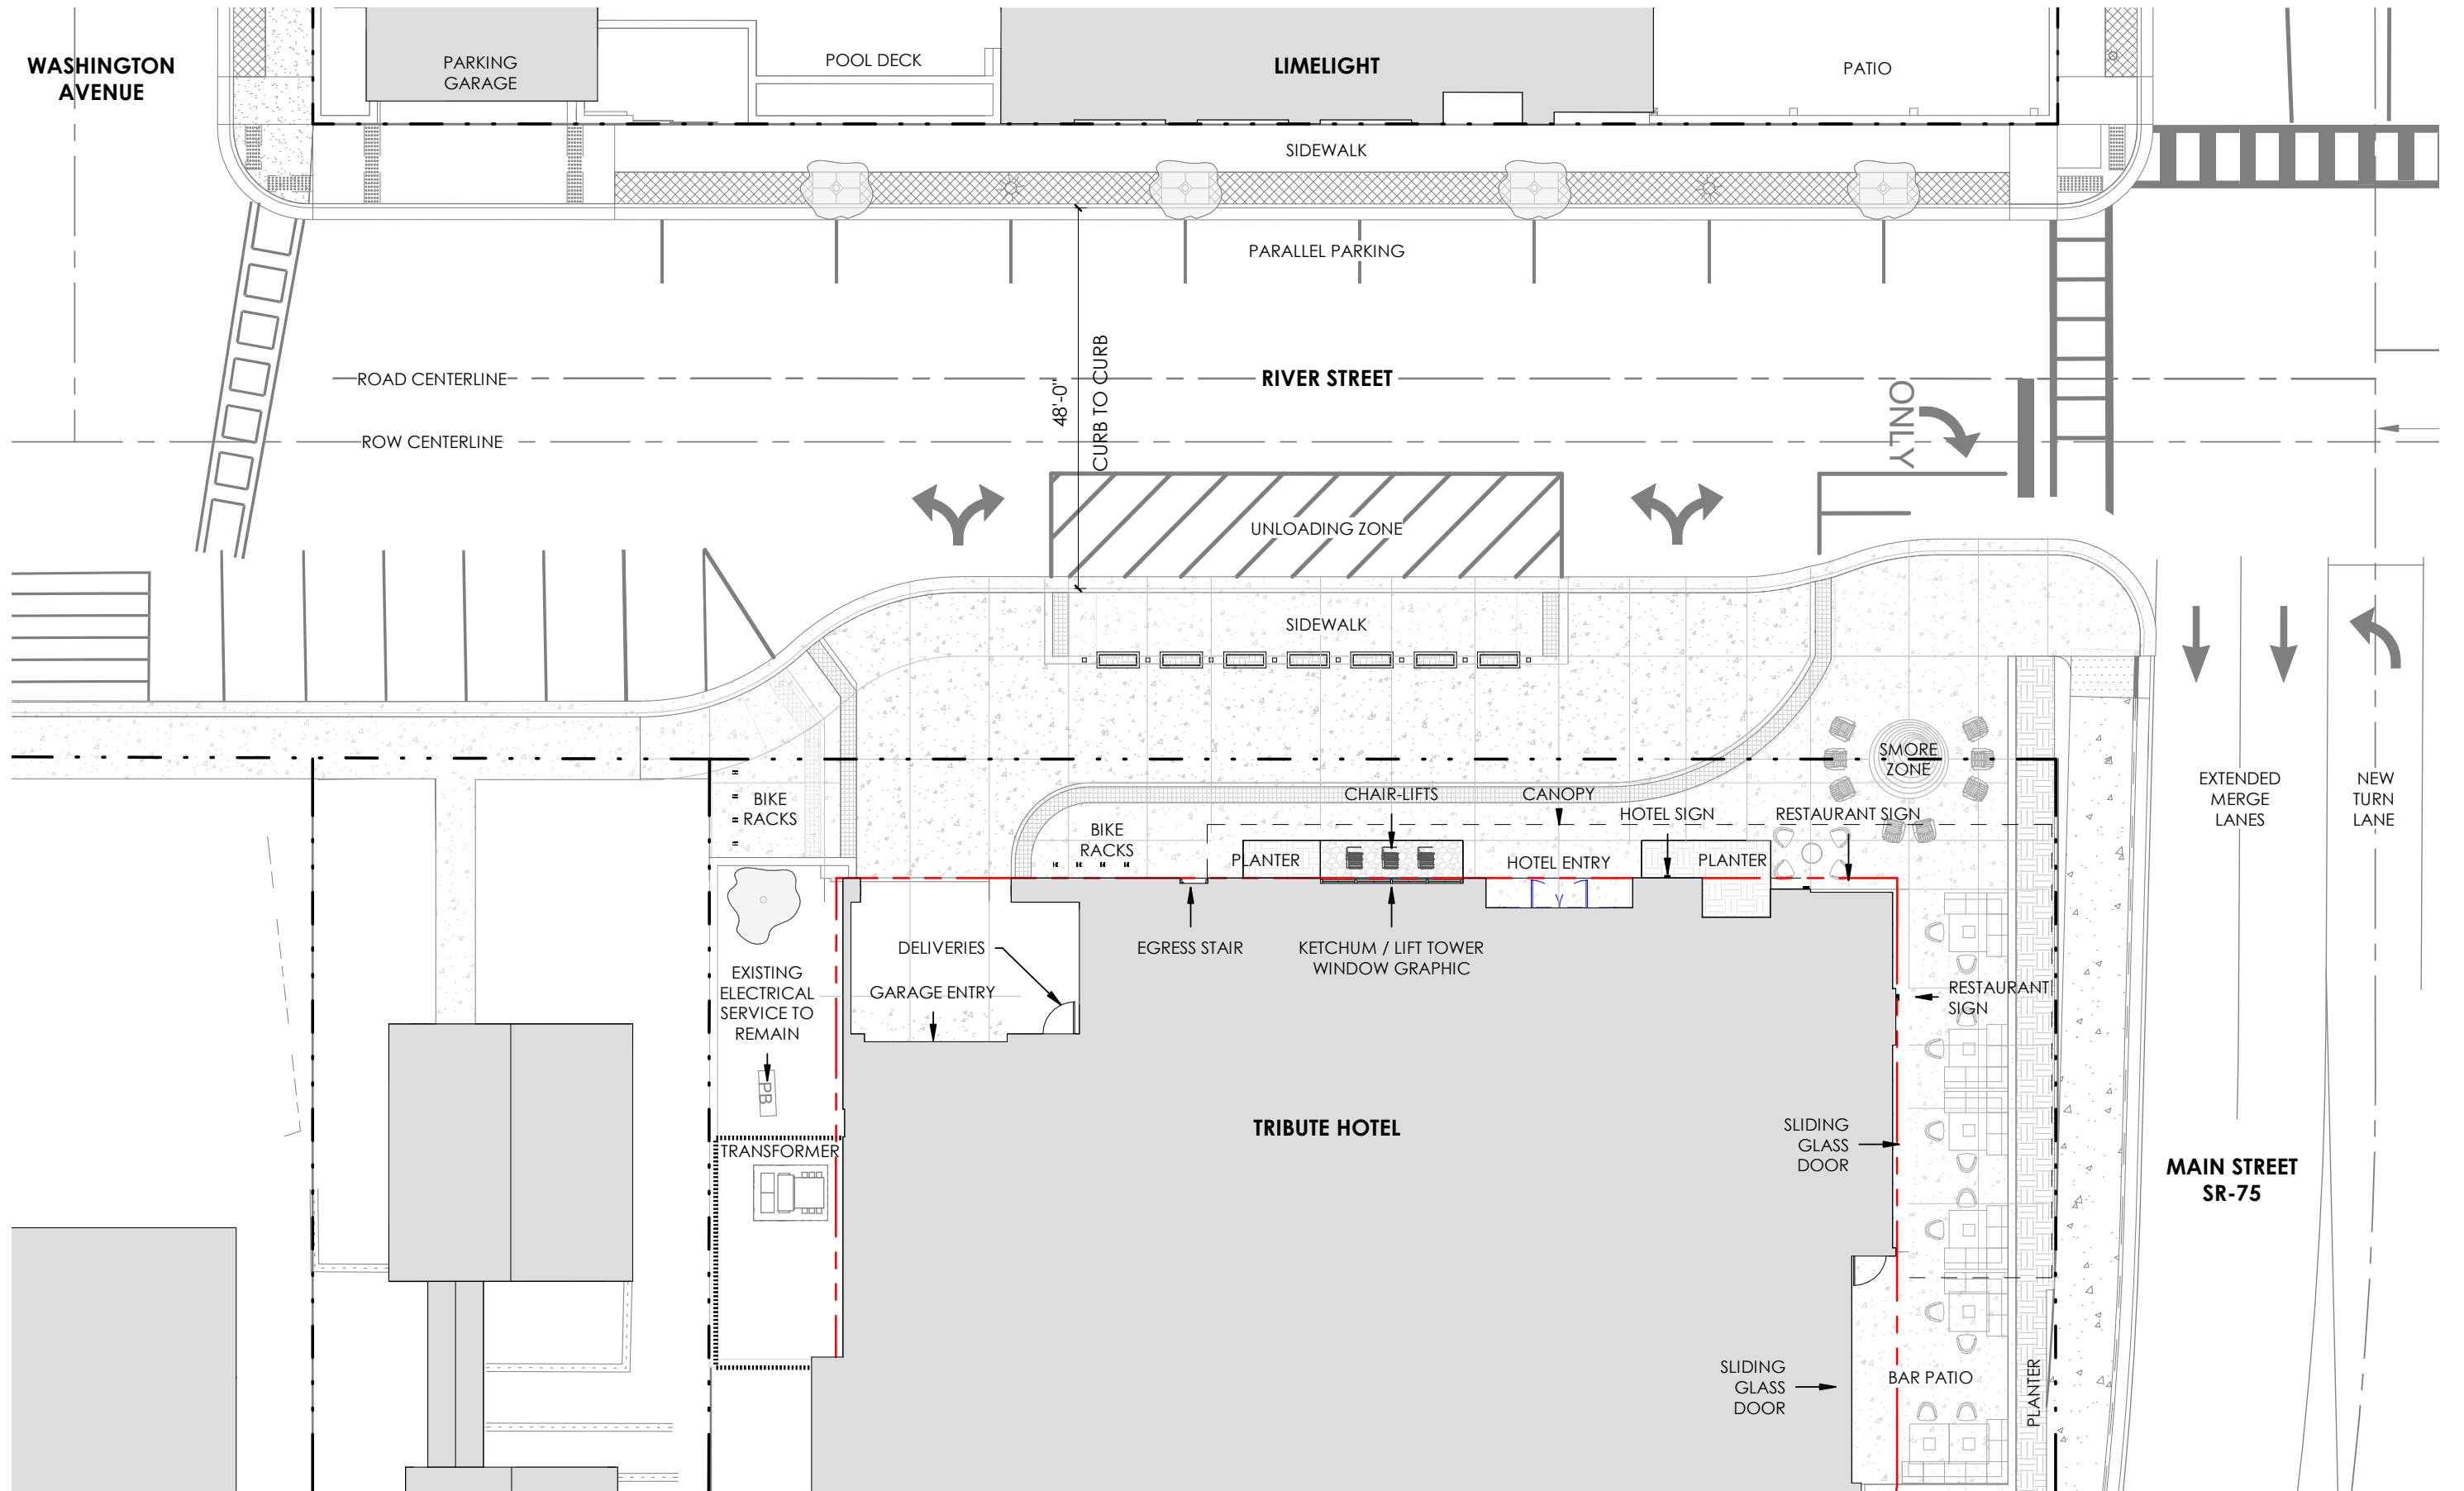 WASHINGTON
AVENUE
PARKING
GARAGE
POOL DECK
LIMELIGHT
PATIO
SIDEWALK
PARALLEL PARKING
ROAD CENTERLINE
RIVER STREET
ROW CENTERLINE
48'-0"
CURB TO CURB
ONLY
UNLOADING ZONE
SIDEWALK
SMORE
ZONE
EXTENDED
MERGE
LANES
NEW
TURN
LANE
BIKE
RACKS
BIKE
RACKS
CHAIR-LIFTS
CANOPY
HOTEL SIGN
RESTAURANT SIGN
PLANTER
HOTEL ENTRY
PLANTER
DELIVERIES
EGRESS STAIR
KETCHUM / LIFT TOWER
WINDOW GRAPHIC
EXISTING
ELECTRICAL
SERVICE TO
REMAIN
GARAGE ENTRY
RESTAURANT
SIGN
PB
TRANSFORMER
TRIBUTE HOTEL
SLIDING
GLASS
DOOR
MAIN STREET
SR-75
SLIDING
GLASS
DOOR
BAR PATIO
PLANTER